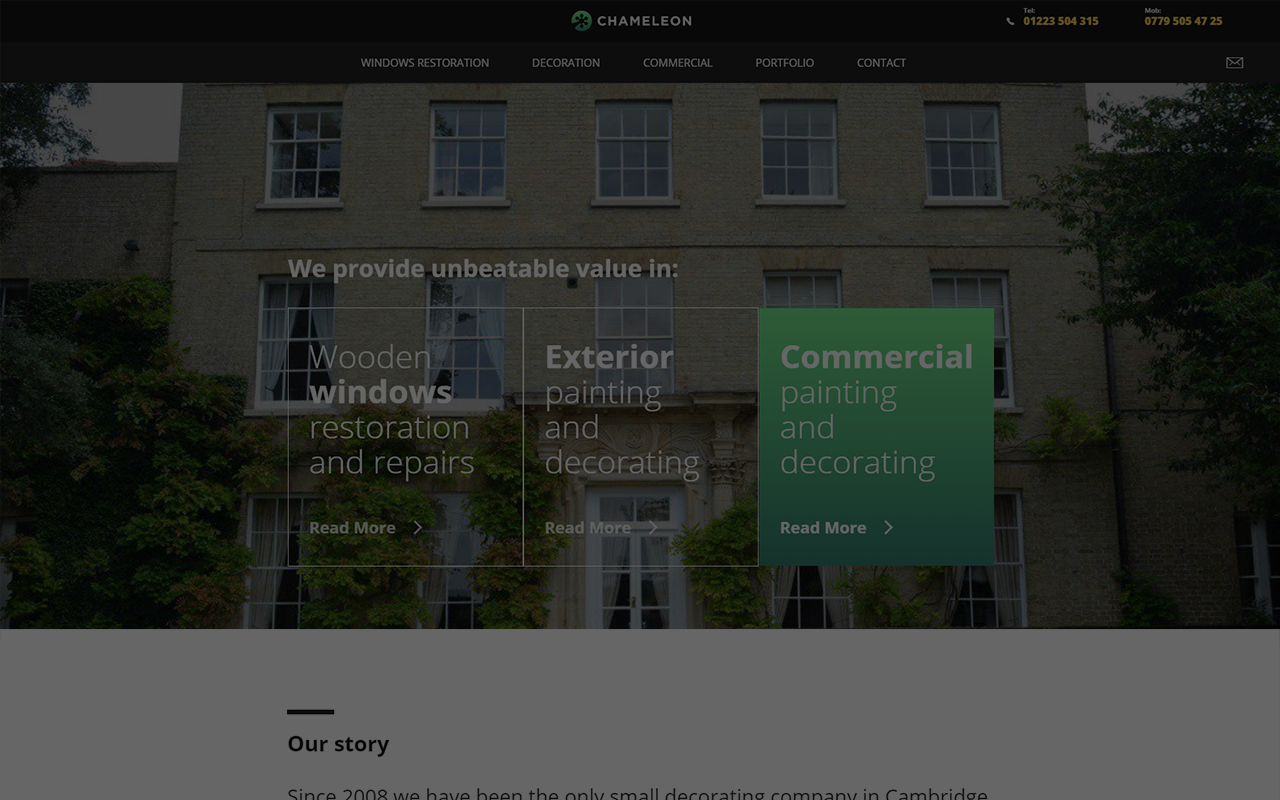 CHAMELEON
Tel:
01223 504 315
Mob:
0779 505 47 25
WINDOWS RESTORATION
DECORATION
COMMERCIAL
PORTFOLIO
CONTACT
We provide unbeatable value in:
Wooden
windows
restoration
and repairs
Read More
Exterior
painting
and
decorating
Read More
Commercial
painting
and
decorating
Read More
Our story
Since 2008 we have been the only small decorating company in Cambridge